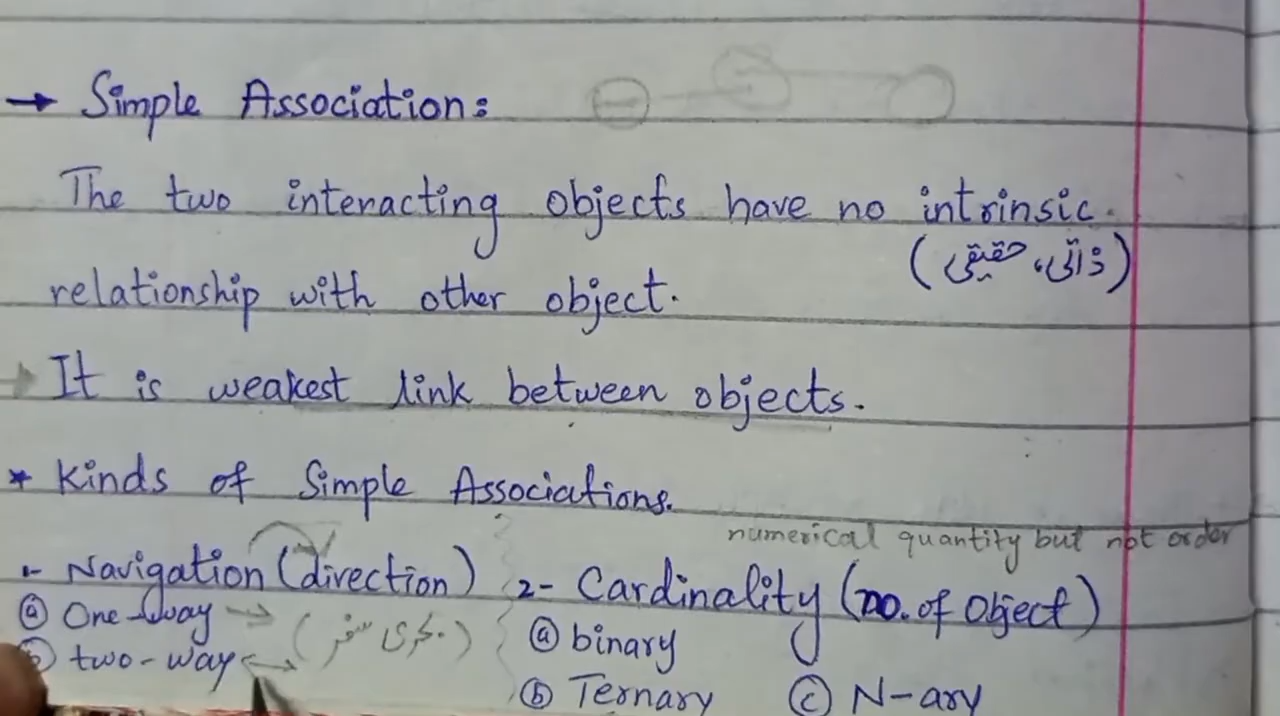 → Simple Association:
The two interacting objects have no intrinsic.
(ذاتی، حقیقی)
relationship with other object.
→ It is weakest link between objects.
* Kinds of Simple Associations.
numerical quantity but not order
1- Navigation (direction) 2- Cardinality (no. of Object)
ⓐ One-way → (بحری سفر) ⓐ binary
ⓑ two-way ↔ ⓑ Ternary ⓒ N-ary